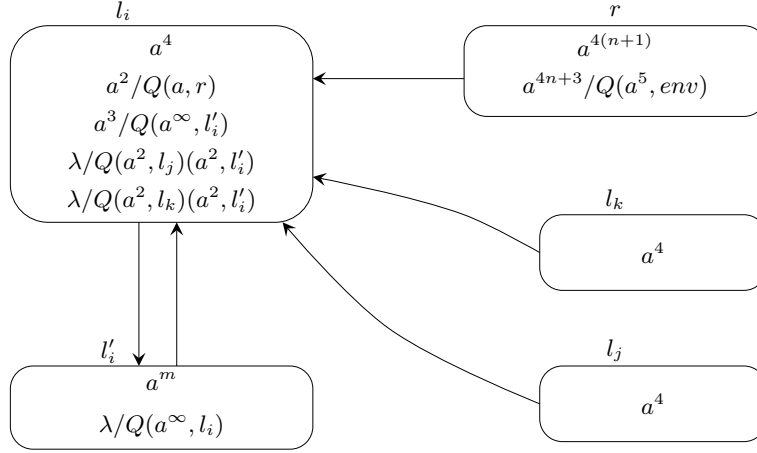 l_i
a^4
a^2/Q(a, r)
a^3/Q(a^∞, l'_i)
λ/Q(a^2, l_j)(a^2, l'_i)
λ/Q(a^2, l_k)(a^2, l'_i)
r
a^{4(n+1)}
a^{4n+3}/Q(a^5, env)
l_k
a^4
l'_i
a^m
λ/Q(a^∞, l_i)
l_j
a^4